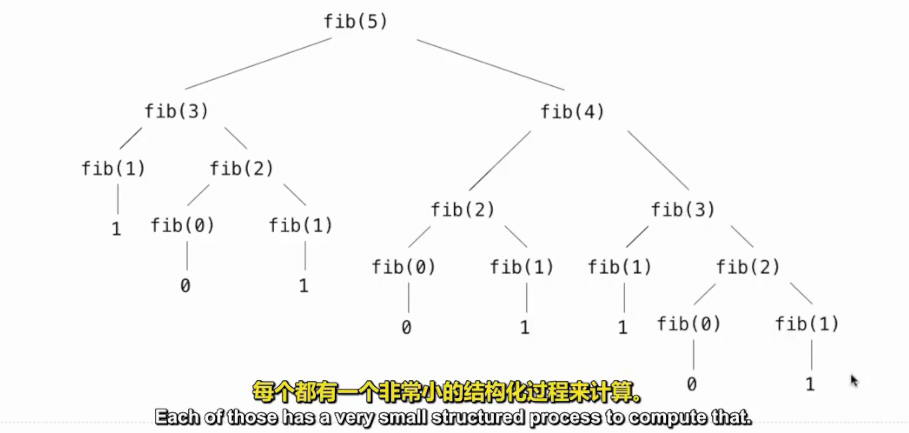 fib(5)
fib(3) fib(4)
fib(1) fib(2)
fib(2) fib(3)
1 fib(0) fib(1)
fib(0) fib(1) fib(1) fib(2)
0 1
0 1 1 fib(0) fib(1)
0 1
每个都有一个非常小的结构化过程来计算。
Each of those has a very small structured process to compute that.